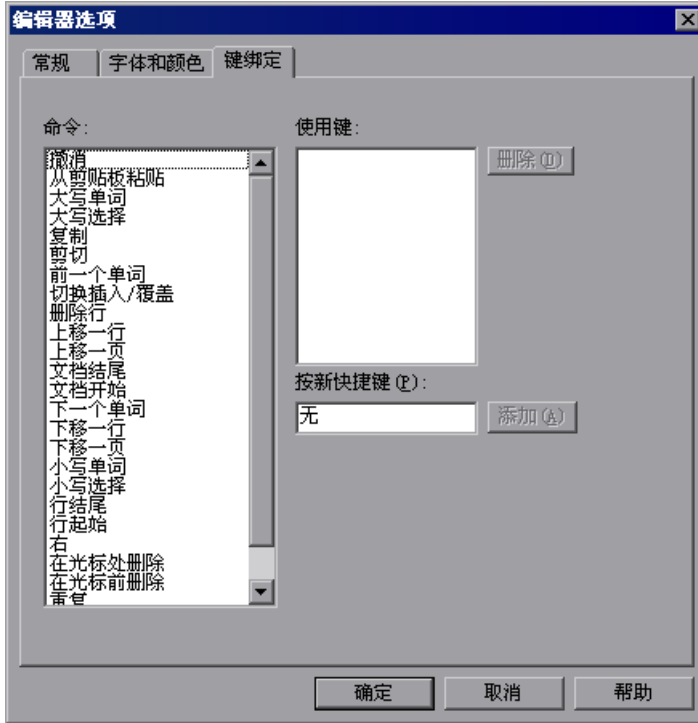 编辑器选项
常规
字体和颜色
键绑定
命令:
使用键:
撤消
从剪贴板粘贴
大写单词
大写选择
复制
剪切
前一个单词
切换插入/覆盖
删除行
上移一行
上移一页
文档结尾
文档开始
下一个单词
下移一行
下移一页
小写单词
小写选择
行结尾
行起始
右
在光标处删除
在光标前删除
重复
删除(D)
按新快捷键(P):
无
添加(A)
确定
取消
帮助